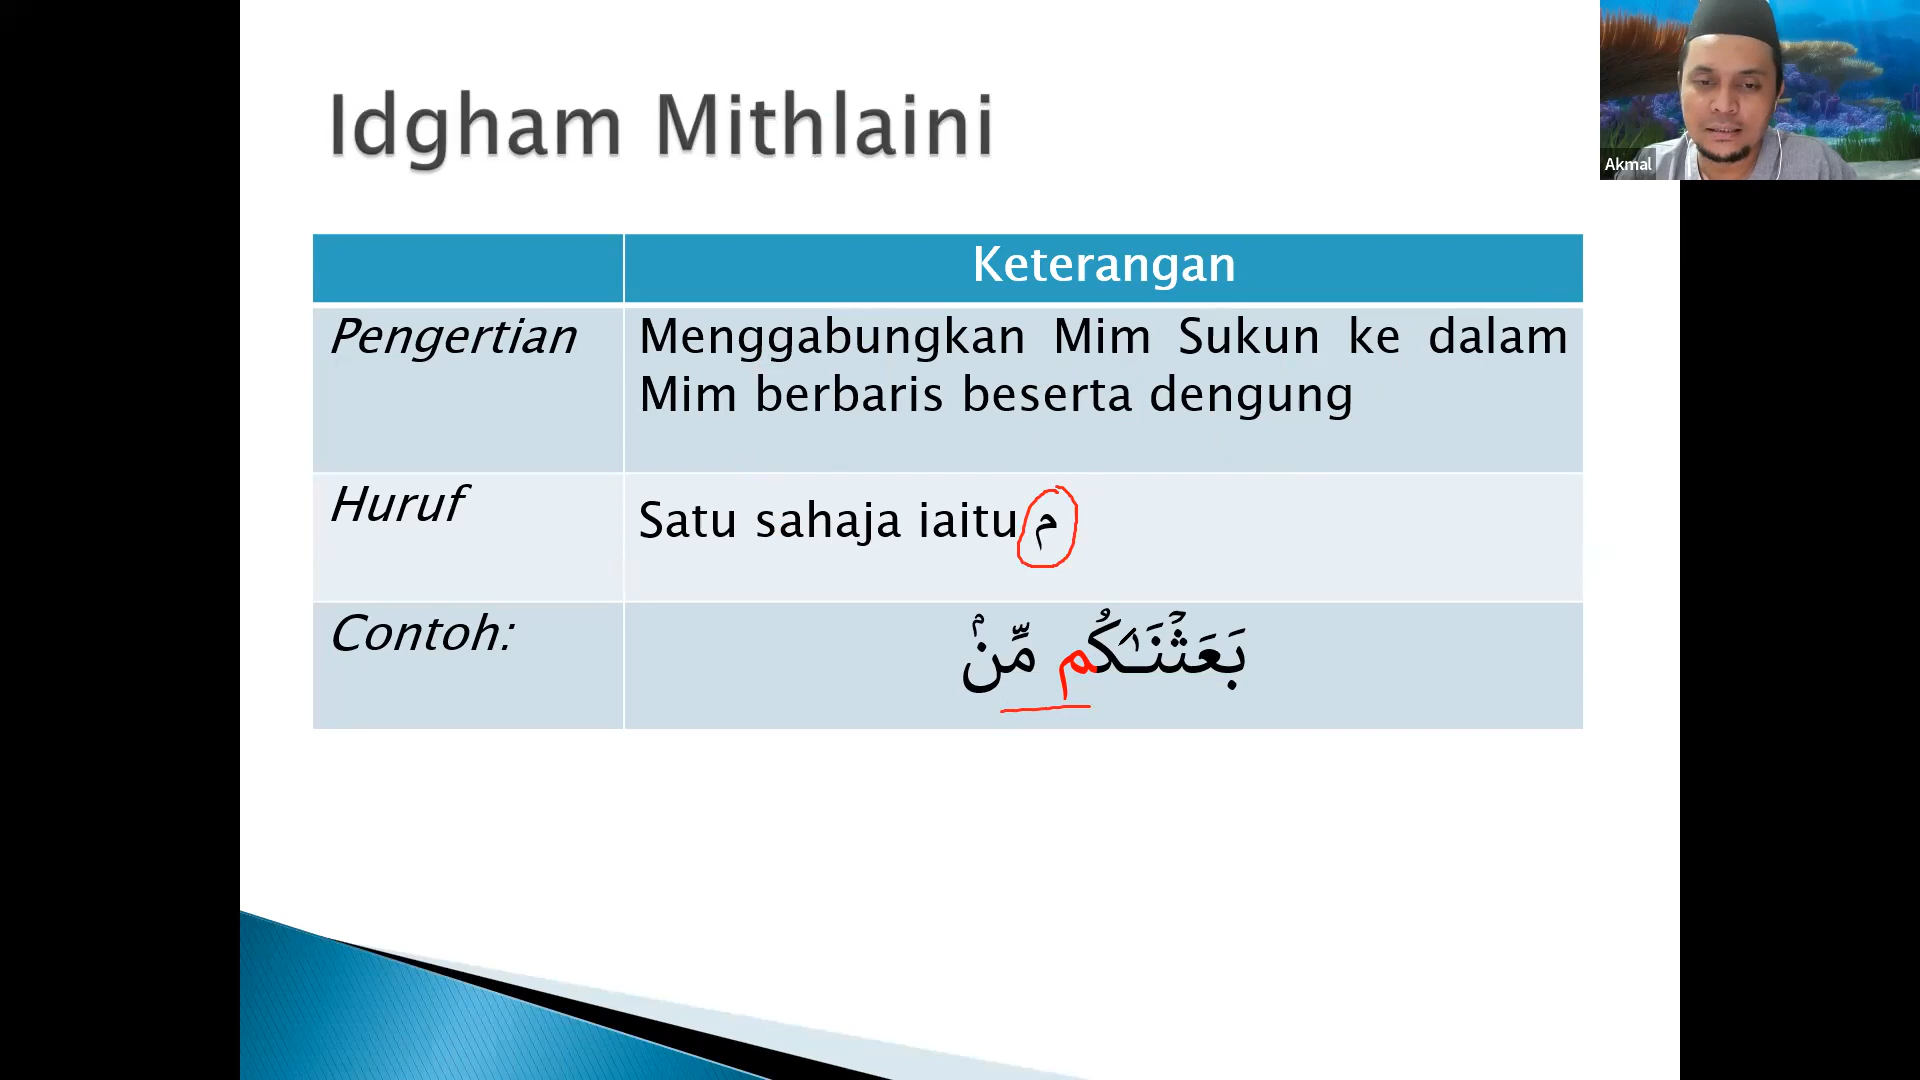 Idgham Mithlaini
Akmal
Keterangan
Pengertian
Menggabungkan Mim Sukun ke dalam
Mim berbaris beserta dengung
Huruf
Satu sahaja iaitu م
Contoh:
بَعَثْنَـٰكُم مِّنۢ